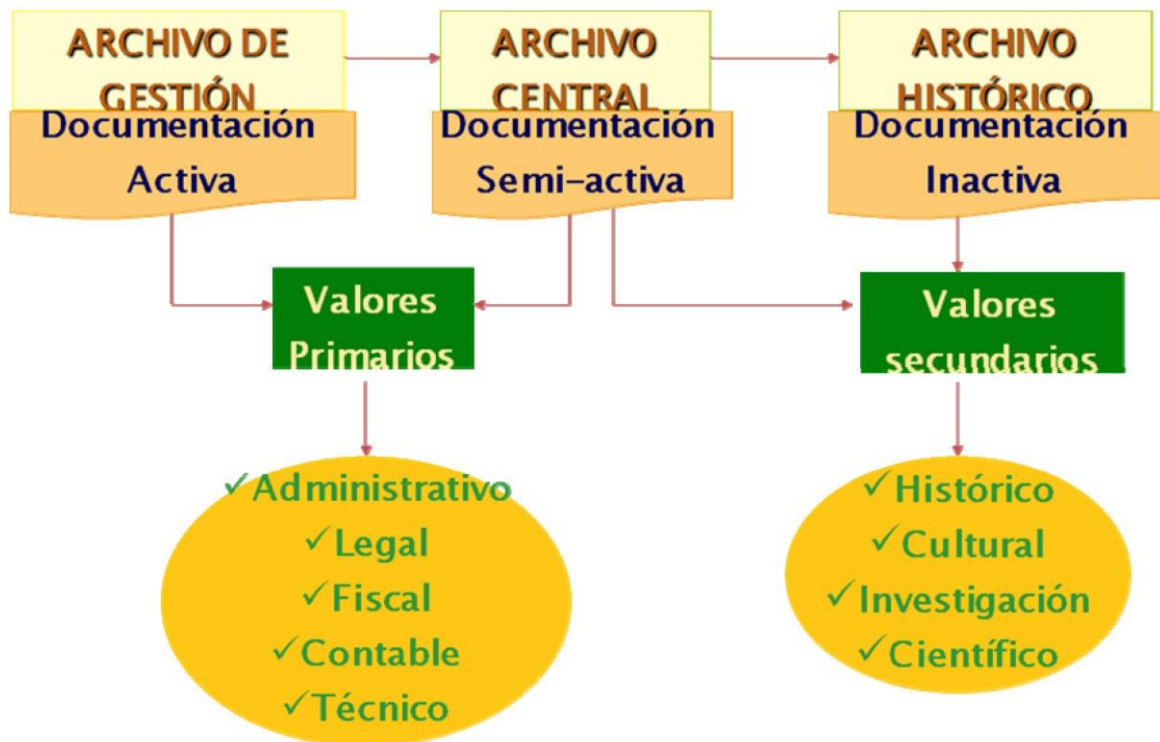 ARCHIVO DE
GESTIÓN
Documentación
Activa
ARCHIVO
CENTRAL
Documentación
Semi-activa
ARCHIVO
HISTÓRICO
Documentación
Inactiva
Valores
Primarios
Valores
secundarios
✓Administrativo
✓Legal
✓Fiscal
✓Contable
✓Técnico
✓Histórico
✓Cultural
✓Investigación
✓Científico